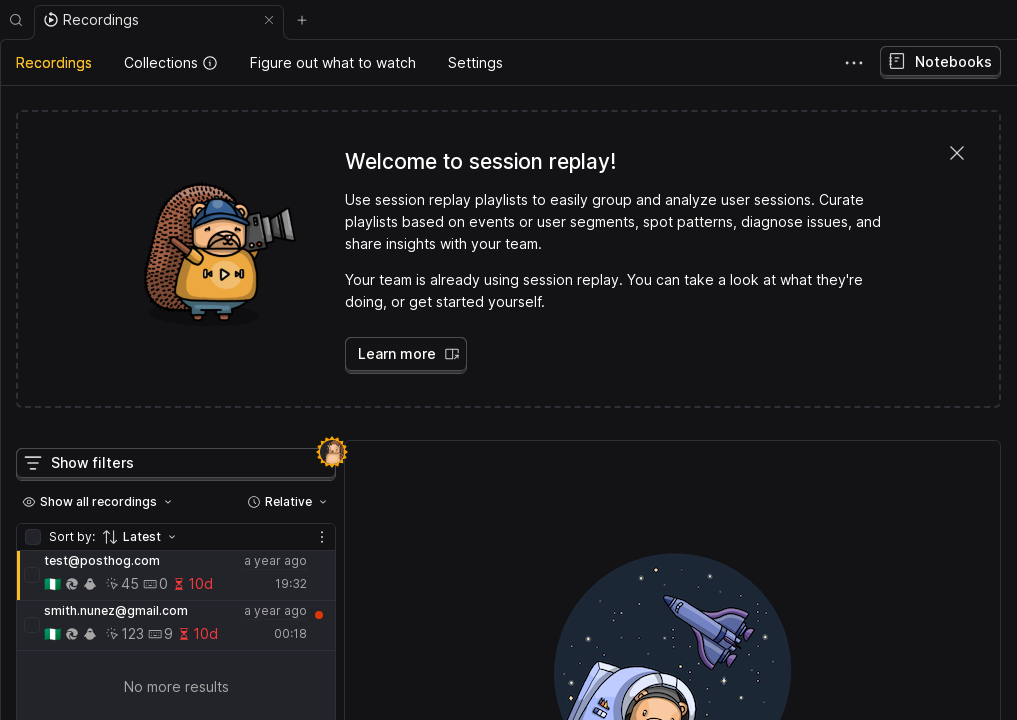 Recordings
Recordings
Collections
Figure out what to watch
Settings
Notebooks
Welcome to session replay!
Use session replay playlists to easily group and analyze user sessions. Curate
playlists based on events or user segments, spot patterns, diagnose issues, and
share insights with your team.
Your team is already using session replay. You can take a look at what they're
doing, or get started yourself.
Learn more
Show filters
Show all recordings
Relative
Sort by: Latest
test@posthog.com
a year ago
45 0 10d
19:32
smith.nunez@gmail.com
a year ago
123 9 10d
00:18
No more results